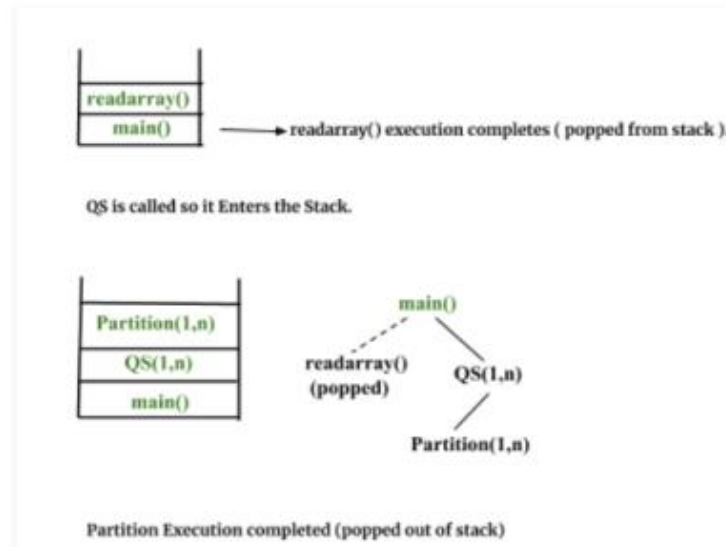 readarray()
main()
readarray() execution completes ( popped from stack )
QS is called so it Enters the Stack.
Partition(1,n)
QS(1,n)
main()
main()
readarray()
(popped)
QS(1,n)
Partition(1,n)
Partition Execution completed (popped out of stack)